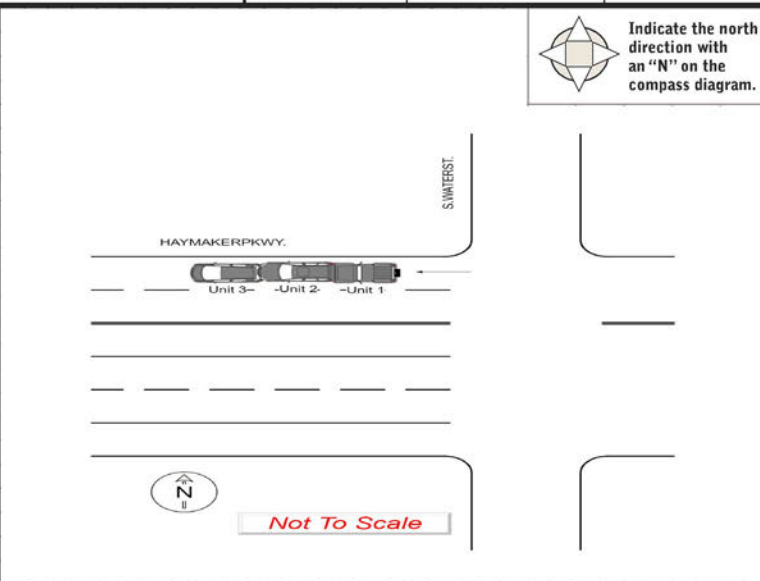 Indicate the north
direction with
an “N” on the
compass diagram.
S.WATERST.
HAYMAKERPKWY.
Unit 3 Unit 2 Unit 1
N
Not To Scale